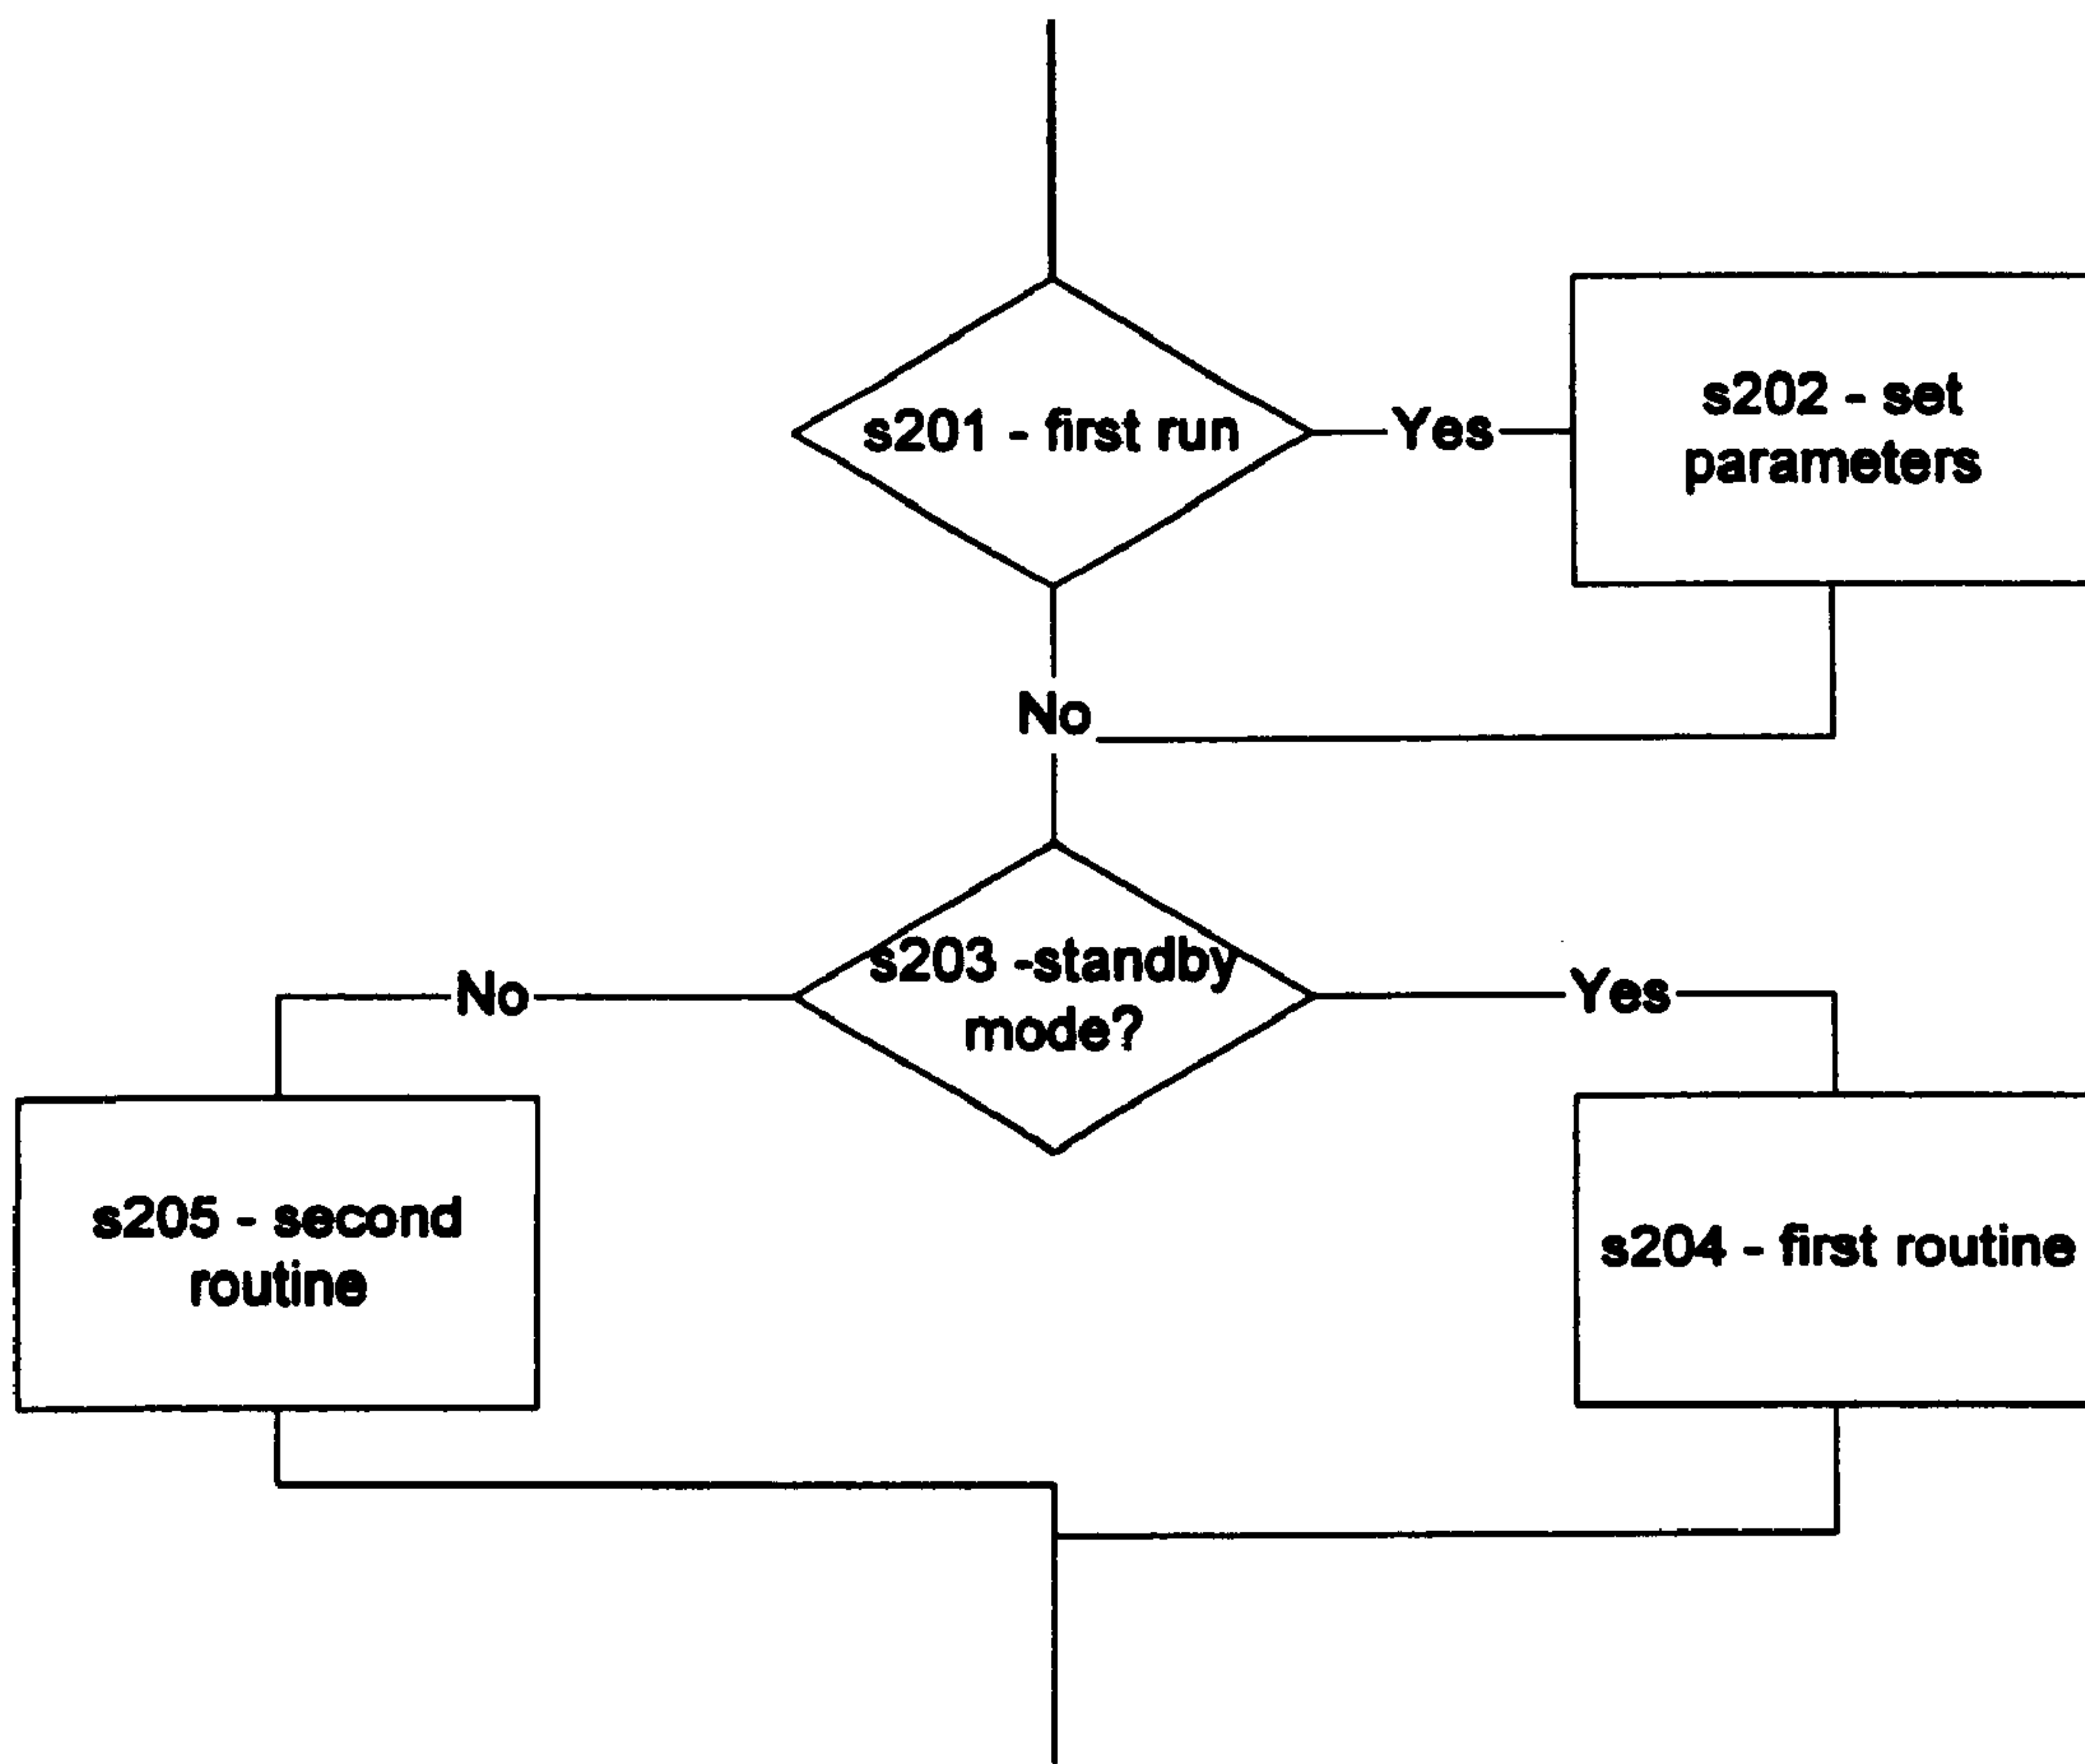 s201 - first run
Yes
s202 - set
parameters
No
s203 -standby
mode?
No
Yes
s205 - second
routine
s204 - first routine